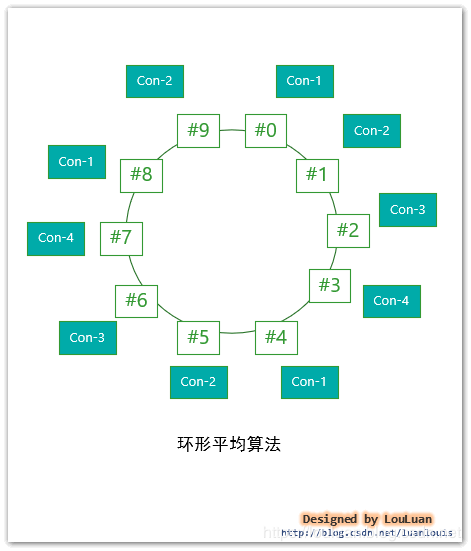 Con-2
Con-1
#9
#0
Con-2
Con-1
#8
#1
Con-3
#2
Con-4
#7
#3
Con-4
#6
Con-3
#5
#4
Con-2
Con-1
环形平均算法
Designed by LouLuan
http://blog.csdn.net/luanlouis